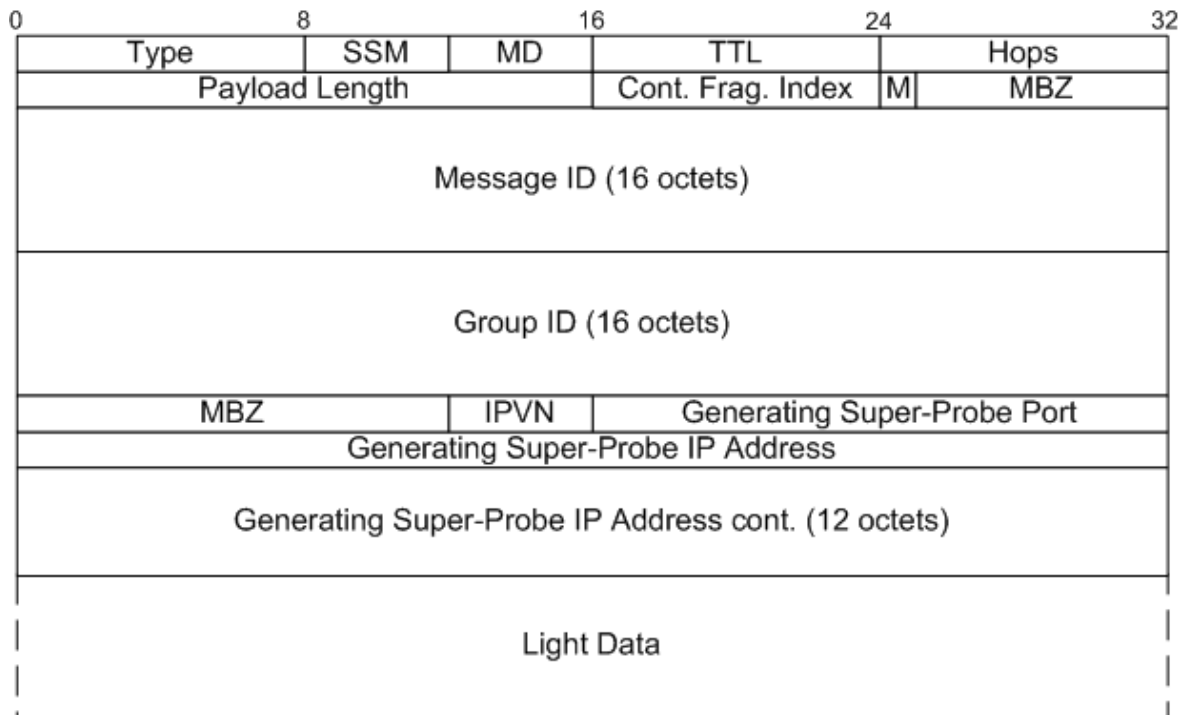 0 8 16 24 32
Type SSM MD TTL Hops
Payload Length Cont. Frag. Index M MBZ
Message ID (16 octets)
Group ID (16 octets)
MBZ IPVN Generating Super-Probe Port
Generating Super-Probe IP Address
Generating Super-Probe IP Address cont. (12 octets)
Light Data